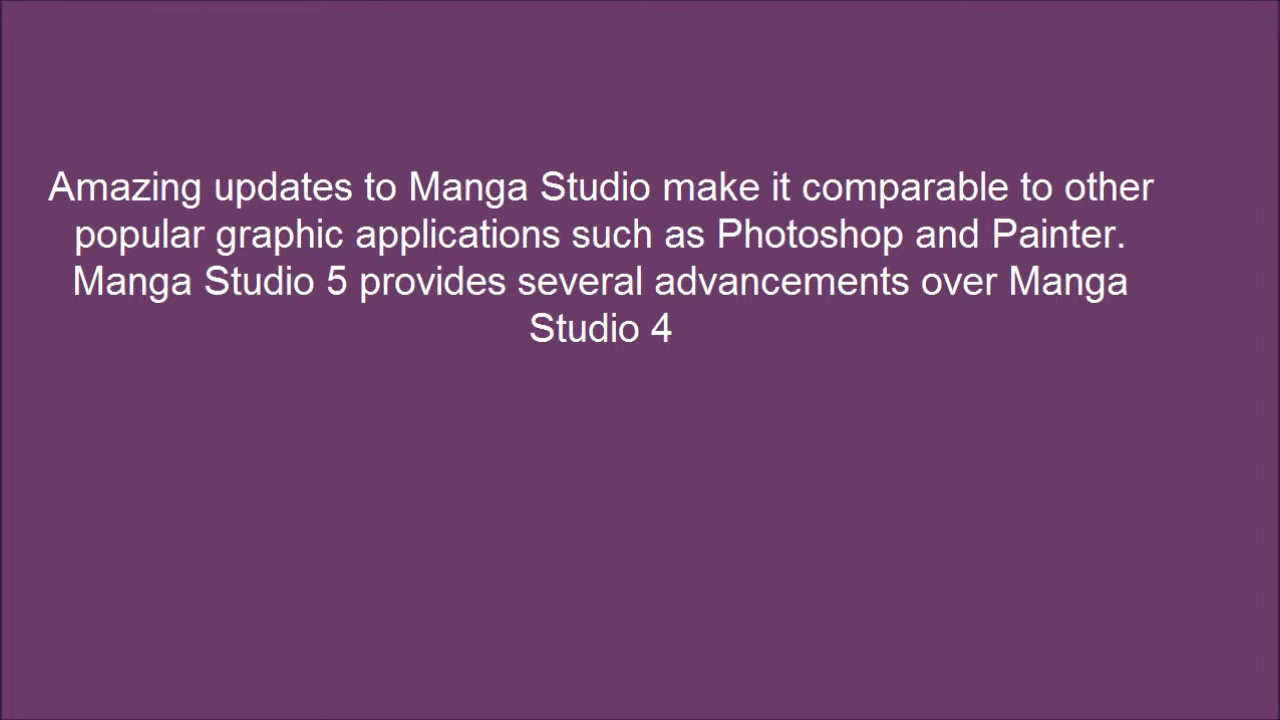 Amazing updates to Manga Studio make it comparable to other
popular graphic applications such as Photoshop and Painter.
Manga Studio 5 provides several advancements over Manga
Studio 4